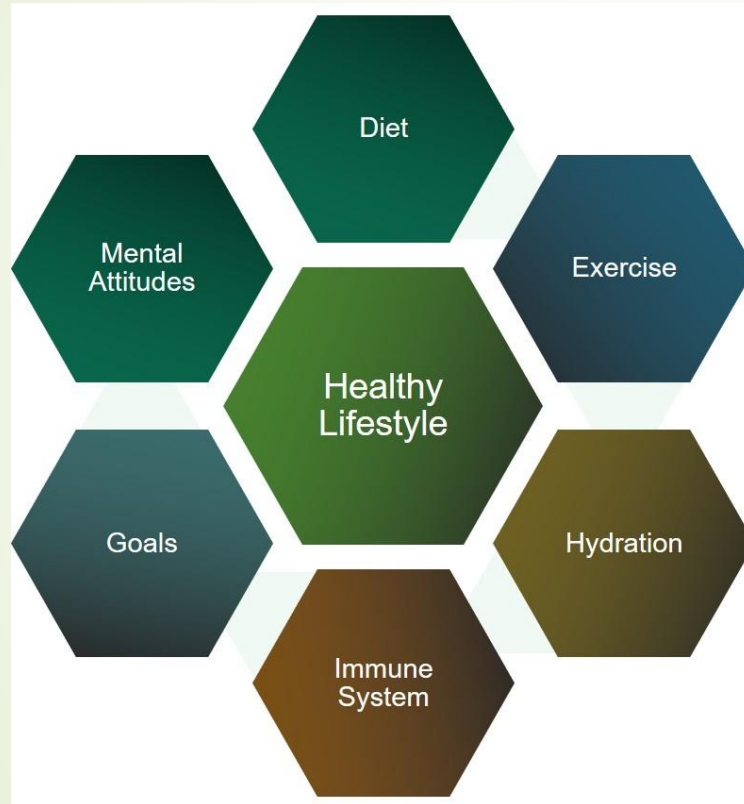 Diet
Mental
Attitudes
Exercise
Healthy
Lifestyle
Goals
Hydration
Immune
System